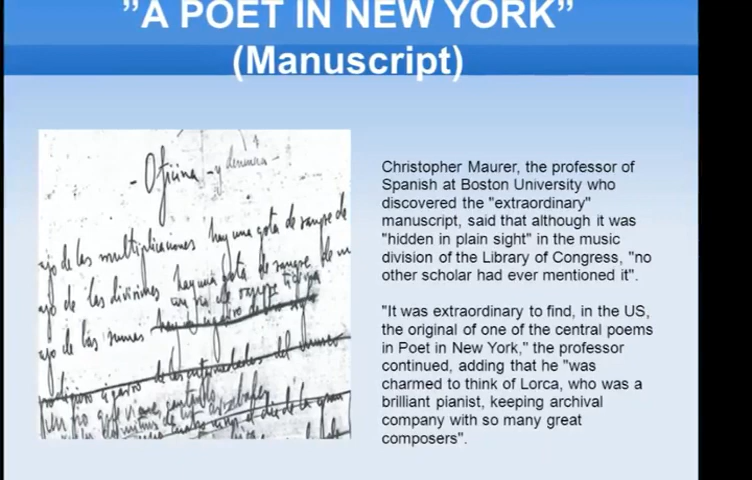 "A POET IN NEW YORK"
(Manuscript)
- Oficina - y denuncia -
ajo de las multiplicaciones hay una gota de sangre de
ajo de las divisiones hay una gota de sangre de m
un rio de sangre tierna
ajo de las sumas
Christopher Maurer, the professor of
Spanish at Boston University who
discovered the "extraordinary"
manuscript, said that although it was
"hidden in plain sight" in the music
division of the Library of Congress, "no
other scholar had ever mentioned it".
"It was extraordinary to find, in the US,
the original of one of the central poems
in Poet in New York," the professor
continued, adding that he "was
charmed to think of Lorca, who was a
brilliant pianist, keeping archival
company with so many great
composers".